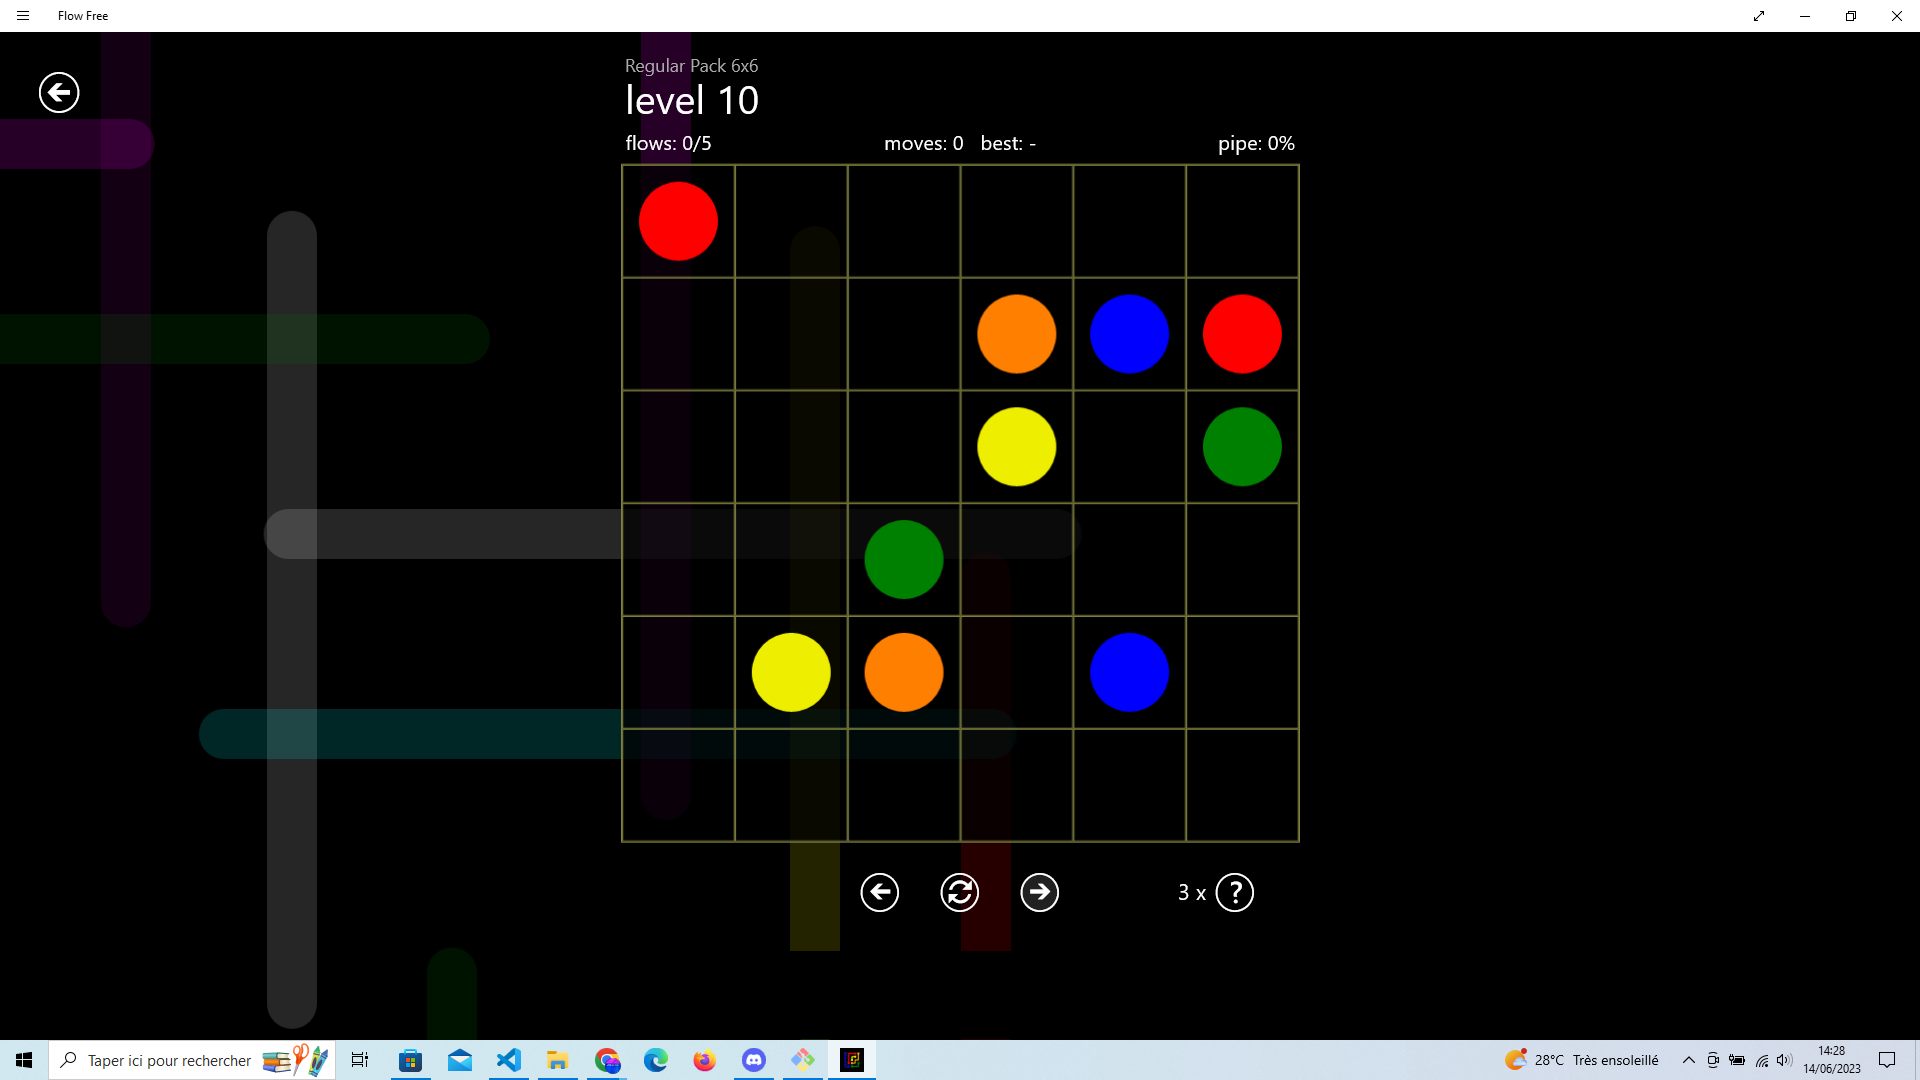 Flow Free
Regular Pack 6x6
level 10
flows: 0/5 moves: 0 best: - pipe: 0%
3 x ?
Taper ici pour rechercher
28°C Très ensoleillé
14:28
14/06/2023